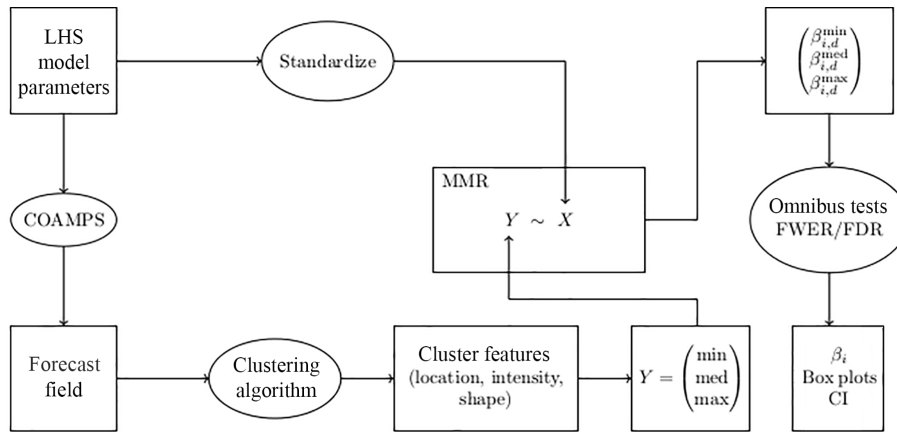 LHS
model
parameters
Standardize
β_{i,d}^{min}
β_{i,d}^{med}
β_{i,d}^{max}
MMR
Y ~ X
COAMPS
Omnibus tests
FWER/FDR
Forecast
field
Clustering
algorithm
Cluster features
(location, intensity,
shape)
Y = (min
med
max)
β_i
Box plots
CI